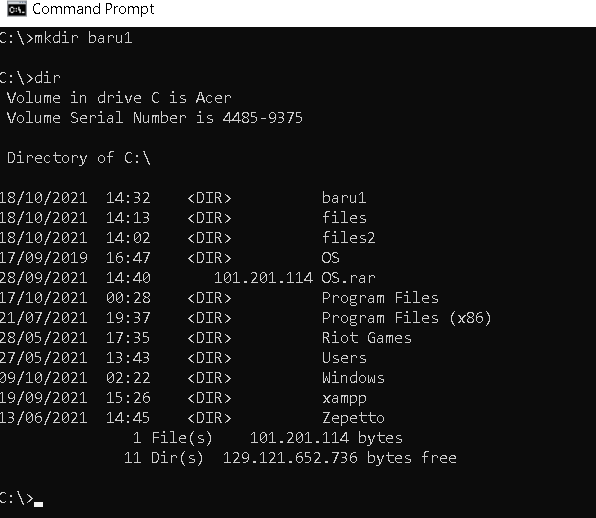 Command Prompt
C:\>mkdir baru1
C:\>dir
Volume in drive C is Acer
Volume Serial Number is 4485-9375
Directory of C:\
18/10/2021 14:32 <DIR> baru1
18/10/2021 14:13 <DIR> files
18/10/2021 14:02 <DIR> files2
17/09/2019 16:47 <DIR> OS
28/09/2021 14:40 101.201.114 OS.rar
17/10/2021 00:28 <DIR> Program Files
21/07/2021 19:37 <DIR> Program Files (x86)
28/05/2021 17:35 <DIR> Riot Games
27/05/2021 13:43 <DIR> Users
09/10/2021 02:22 <DIR> Windows
19/09/2021 15:26 <DIR> xampp
13/06/2021 14:45 <DIR> Zepetto
1 File(s) 101.201.114 bytes
11 Dir(s) 129.121.652.736 bytes free
C:\>